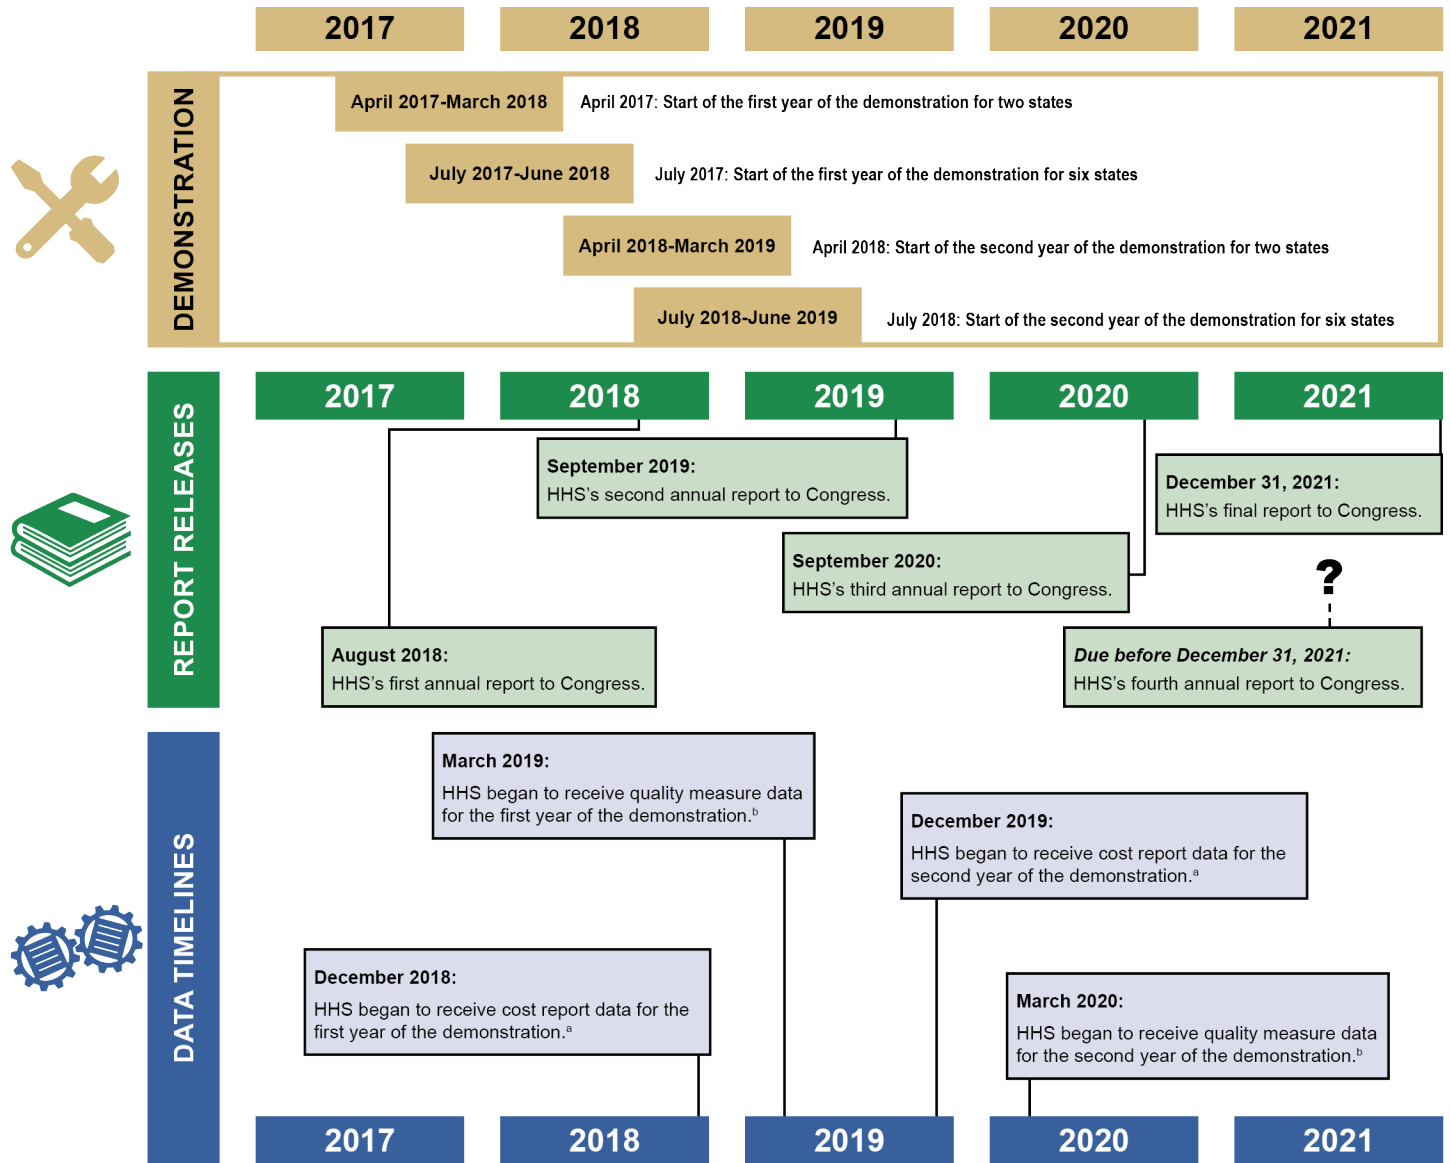 2017 2018 2019 2020 2021
DEMONSTRATION
April 2017-March 2018
April 2017: Start of the first year of the demonstration for two states
July 2017-June 2018
July 2017: Start of the first year of the demonstration for six states
April 2018-March 2019
April 2018: Start of the second year of the demonstration for two states
July 2018-June 2019
July 2018: Start of the second year of the demonstration for six states
REPORT RELEASES
2017 2018 2019 2020 2021
September 2019:
HHS's second annual report to Congress.
December 31, 2021:
HHS's final report to Congress.
September 2020:
HHS's third annual report to Congress.
?
August 2018:
HHS's first annual report to Congress.
Due before December 31, 2021:
HHS's fourth annual report to Congress.
DATA TIMELINES
March 2019:
HHS began to receive quality measure data
for the first year of the demonstration.ᵇ
December 2019:
HHS began to receive cost report data for the
second year of the demonstration.ᵃ
December 2018:
HHS began to receive cost report data for the
first year of the demonstration.ᵃ
March 2020:
HHS began to receive quality measure data
for the second year of the demonstration.ᵇ
2017 2018 2019 2020 2021